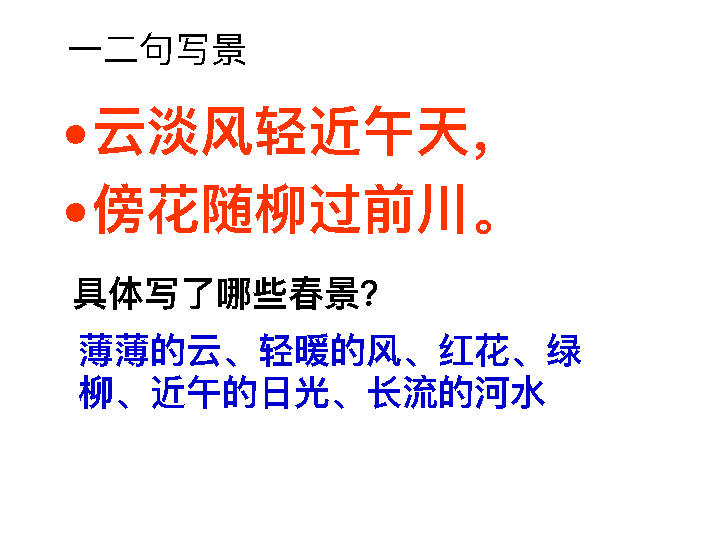 一二句写景
•云淡风轻近午天，
•傍花随柳过前川。
具体写了哪些春景?
薄薄的云、轻暖的风、红花、绿
柳、近午的日光、长流的河水